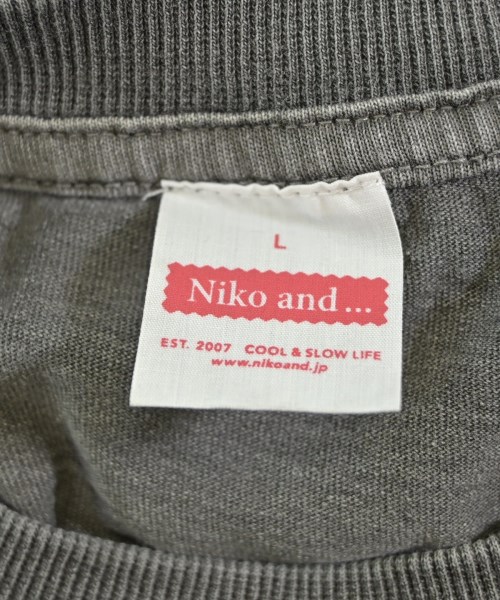 L
Niko and ...
EST. 2007 COOL & SLOW LIFE
www.nikoand.jp